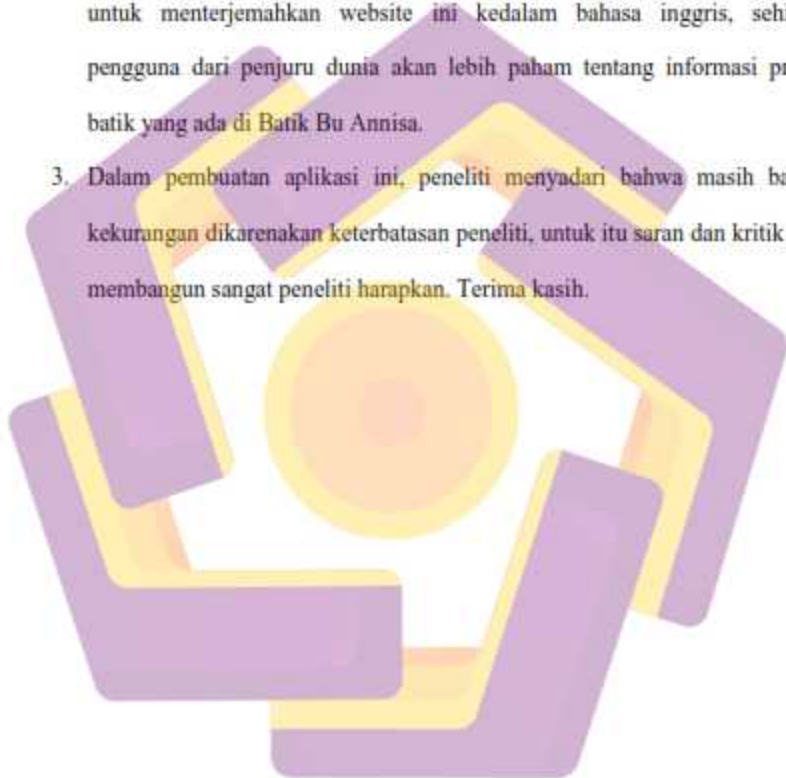 untuk menterjemahkan website ini kedalam bahasa inggris,
pengguna dari penjuru dunia akan lebih paham tentang informasi
batik yang ada di Batik Bu Annisa.
3. Dalam pembuatan aplikasi ini, peneliti menyadari bahwa masih
kekurangan dikarenakan keterbatasan peneliti, untuk itu saran dan kritik
membangun sangat peneliti harapkan. Terima kasih.